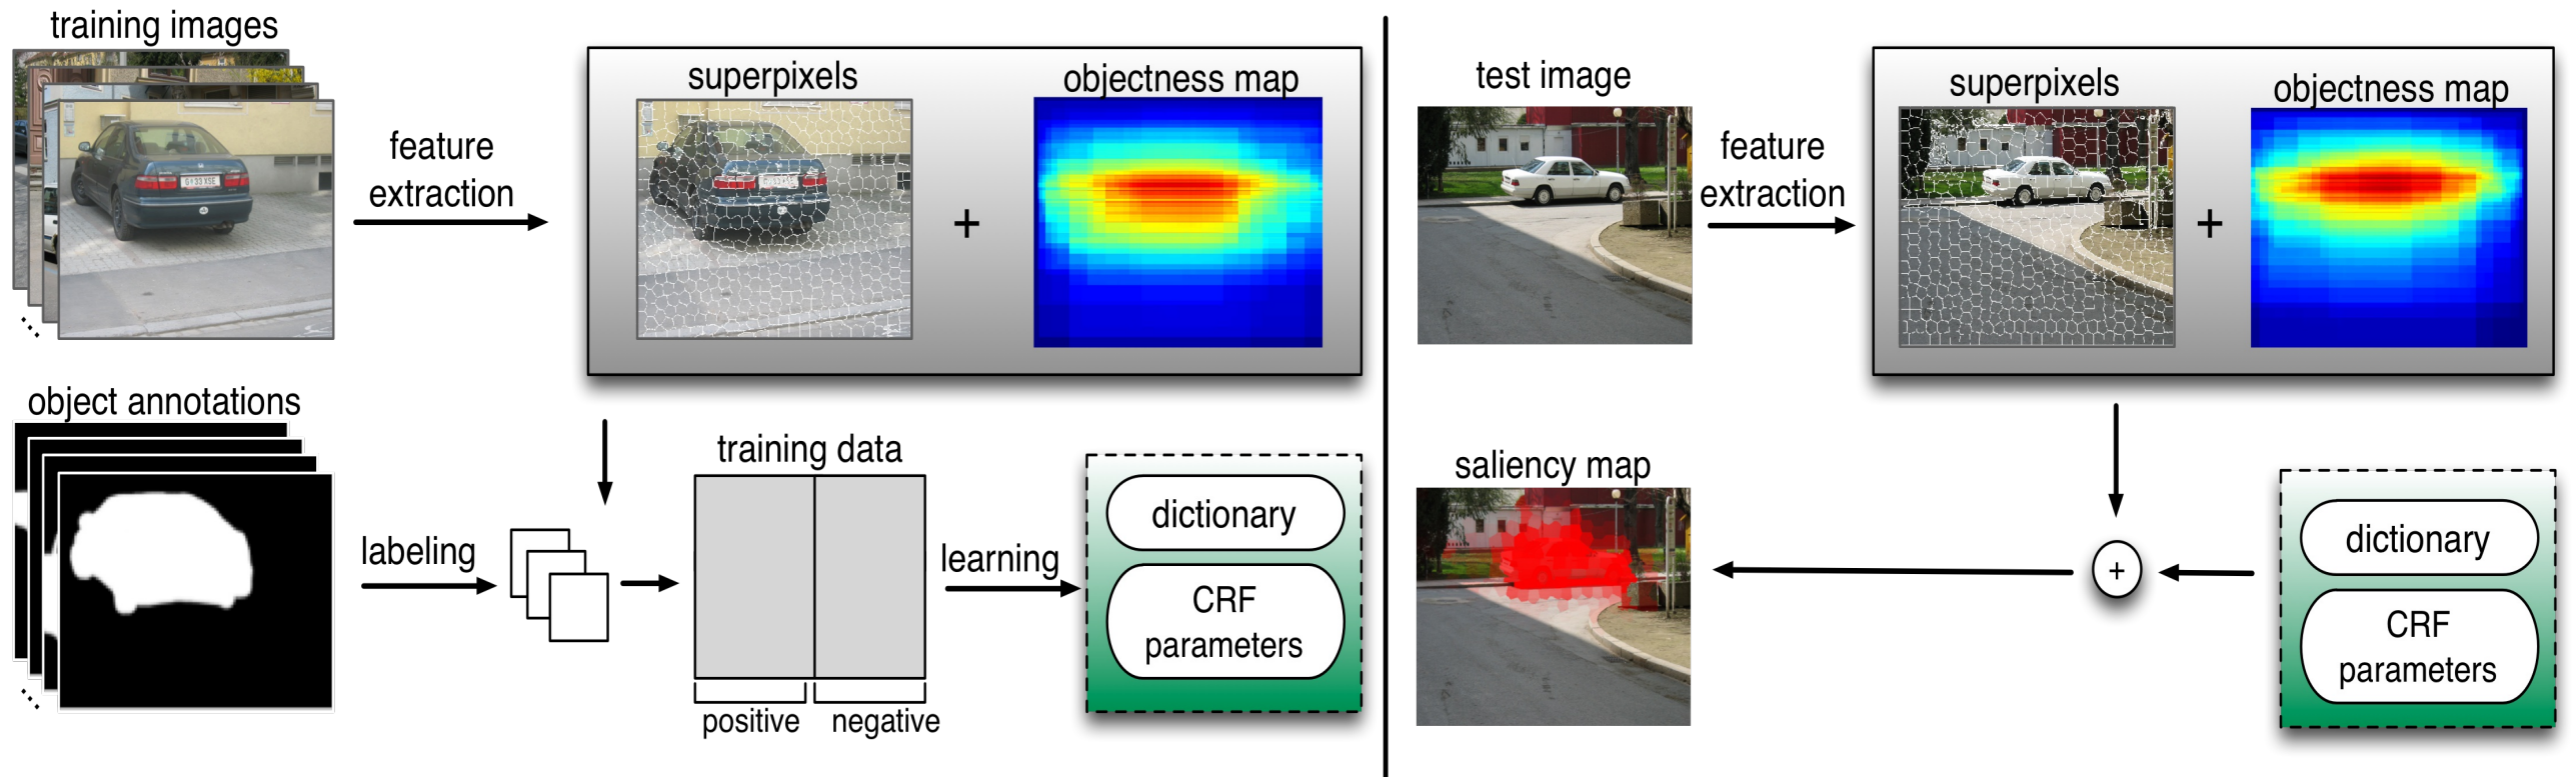 training images
feature
extraction
superpixels
objectness map
+
object annotations
labeling
training data
positive
negative
learning
dictionary
CRF
parameters
test image
feature
extraction
superpixels
objectness map
+
saliency map
+
dictionary
CRF
parameters